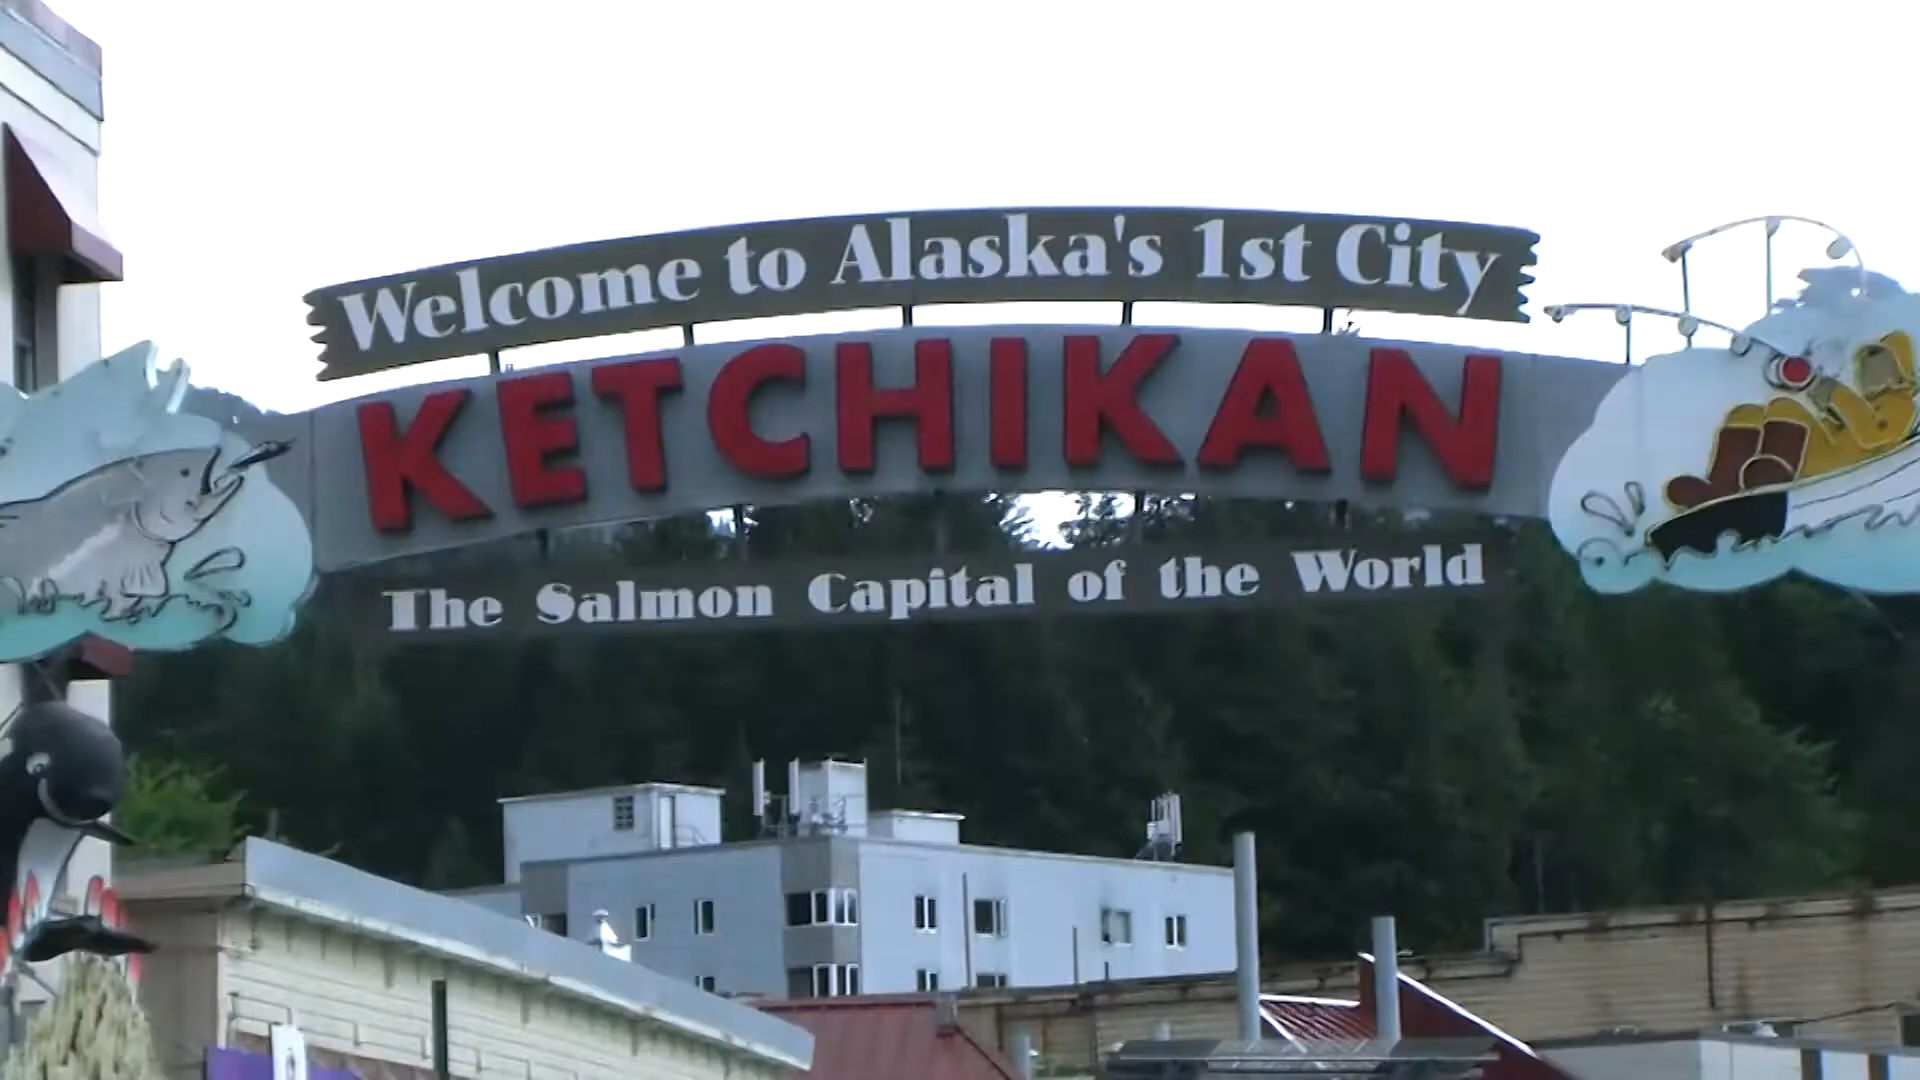 Welcome to Alaska's 1st City
KETCHIKAN
The Salmon Capital of the World